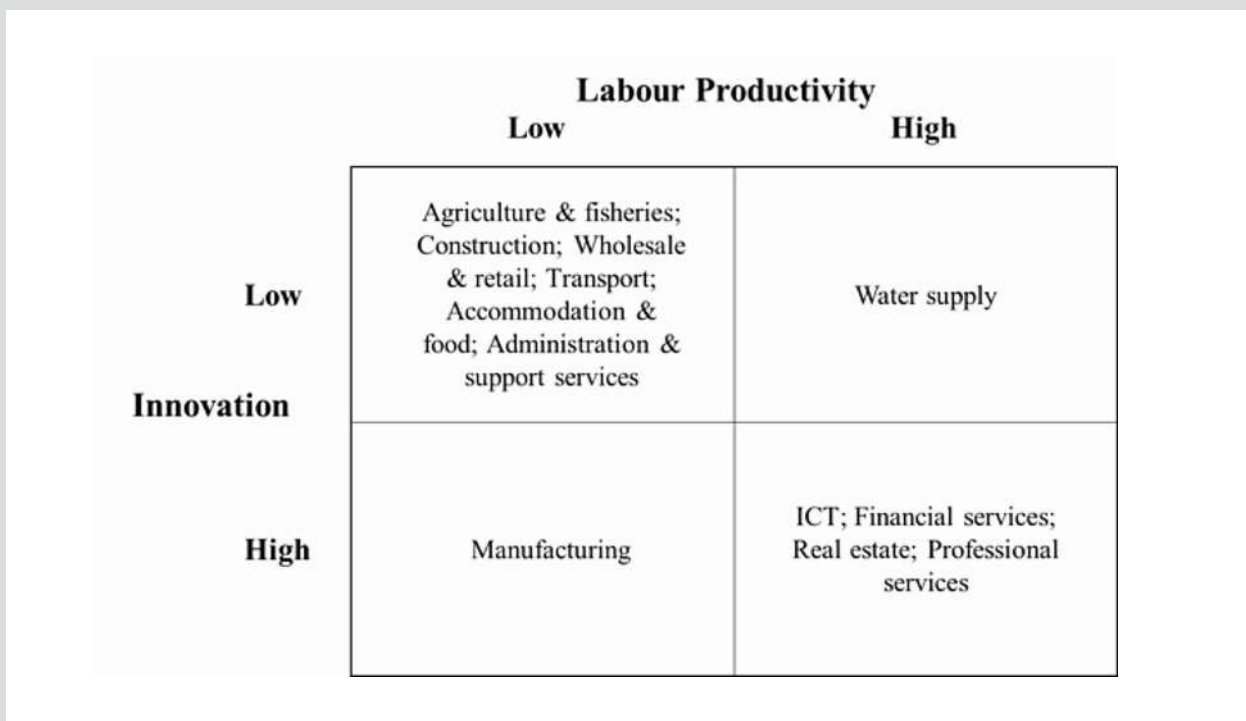 Labour Productivity
Low
High
Agriculture & fisheries;
Construction; Wholesale
& retail; Transport;
Accommodation &
food; Administration &
support services
Low
Water supply
Innovation
High
Manufacturing
ICT; Financial services;
Real estate; Professional
services